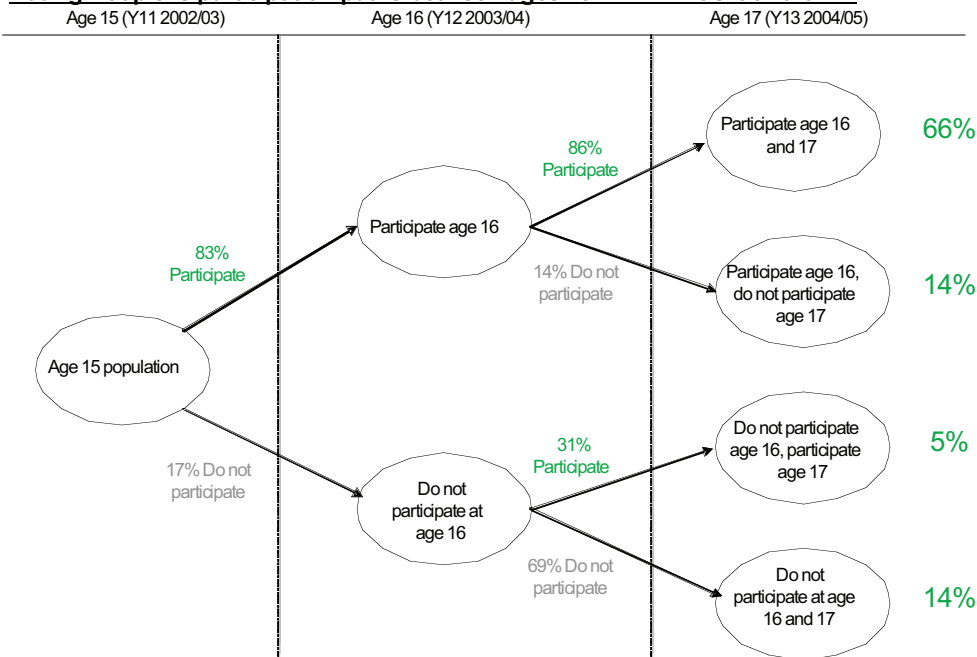 Age 15 (Y11 2002/03)
Age 16 (Y12 2003/04)
Age 17 (Y13 2004/05)
Participate age 16
and 17
66%
86%
Participate
Participate age 16
83%
Participate
14% Do not
participate
Participate age 16,
do not participate
age 17
14%
Age 15 population
17% Do not
participate
Do not participate
age 16, participate
age 17
5%
31%
Participate
Do not
participate at
age 16
69% Do not
participate
Do not
participate at age
16 and 17
14%